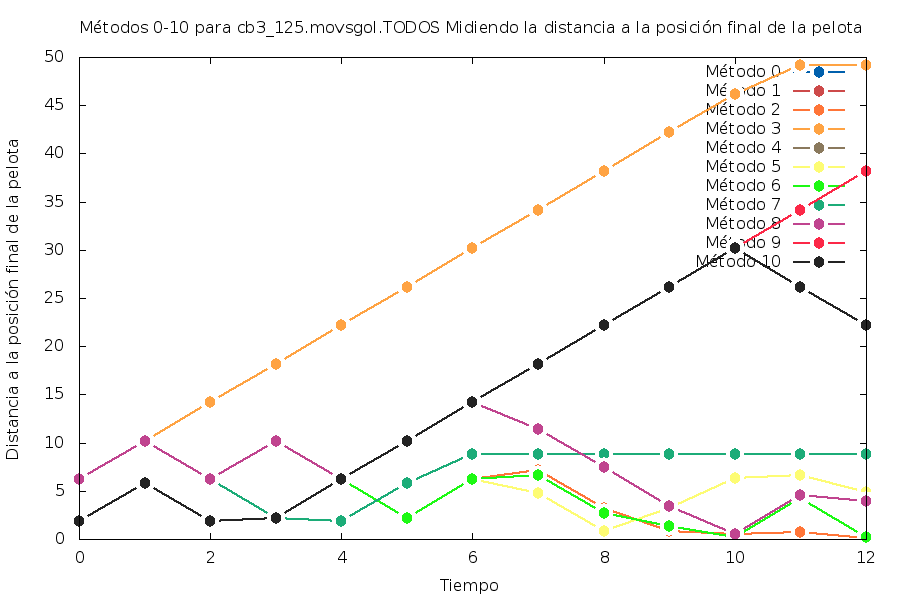 Métodos 0-10 para cb3_125.movsgol.TODOS Midiendo la distancia a la posición final de la pelota
Distancia a la posición final de la pelota
50
45
40
35
30
25
20
15
10
5
0
Método 0
Método 1
Método 2
Método 3
Método 4
Método 5
Método 6
Método 7
Método 8
Método 9
Método 10
0 2 4 6 8 10 12
Tiempo